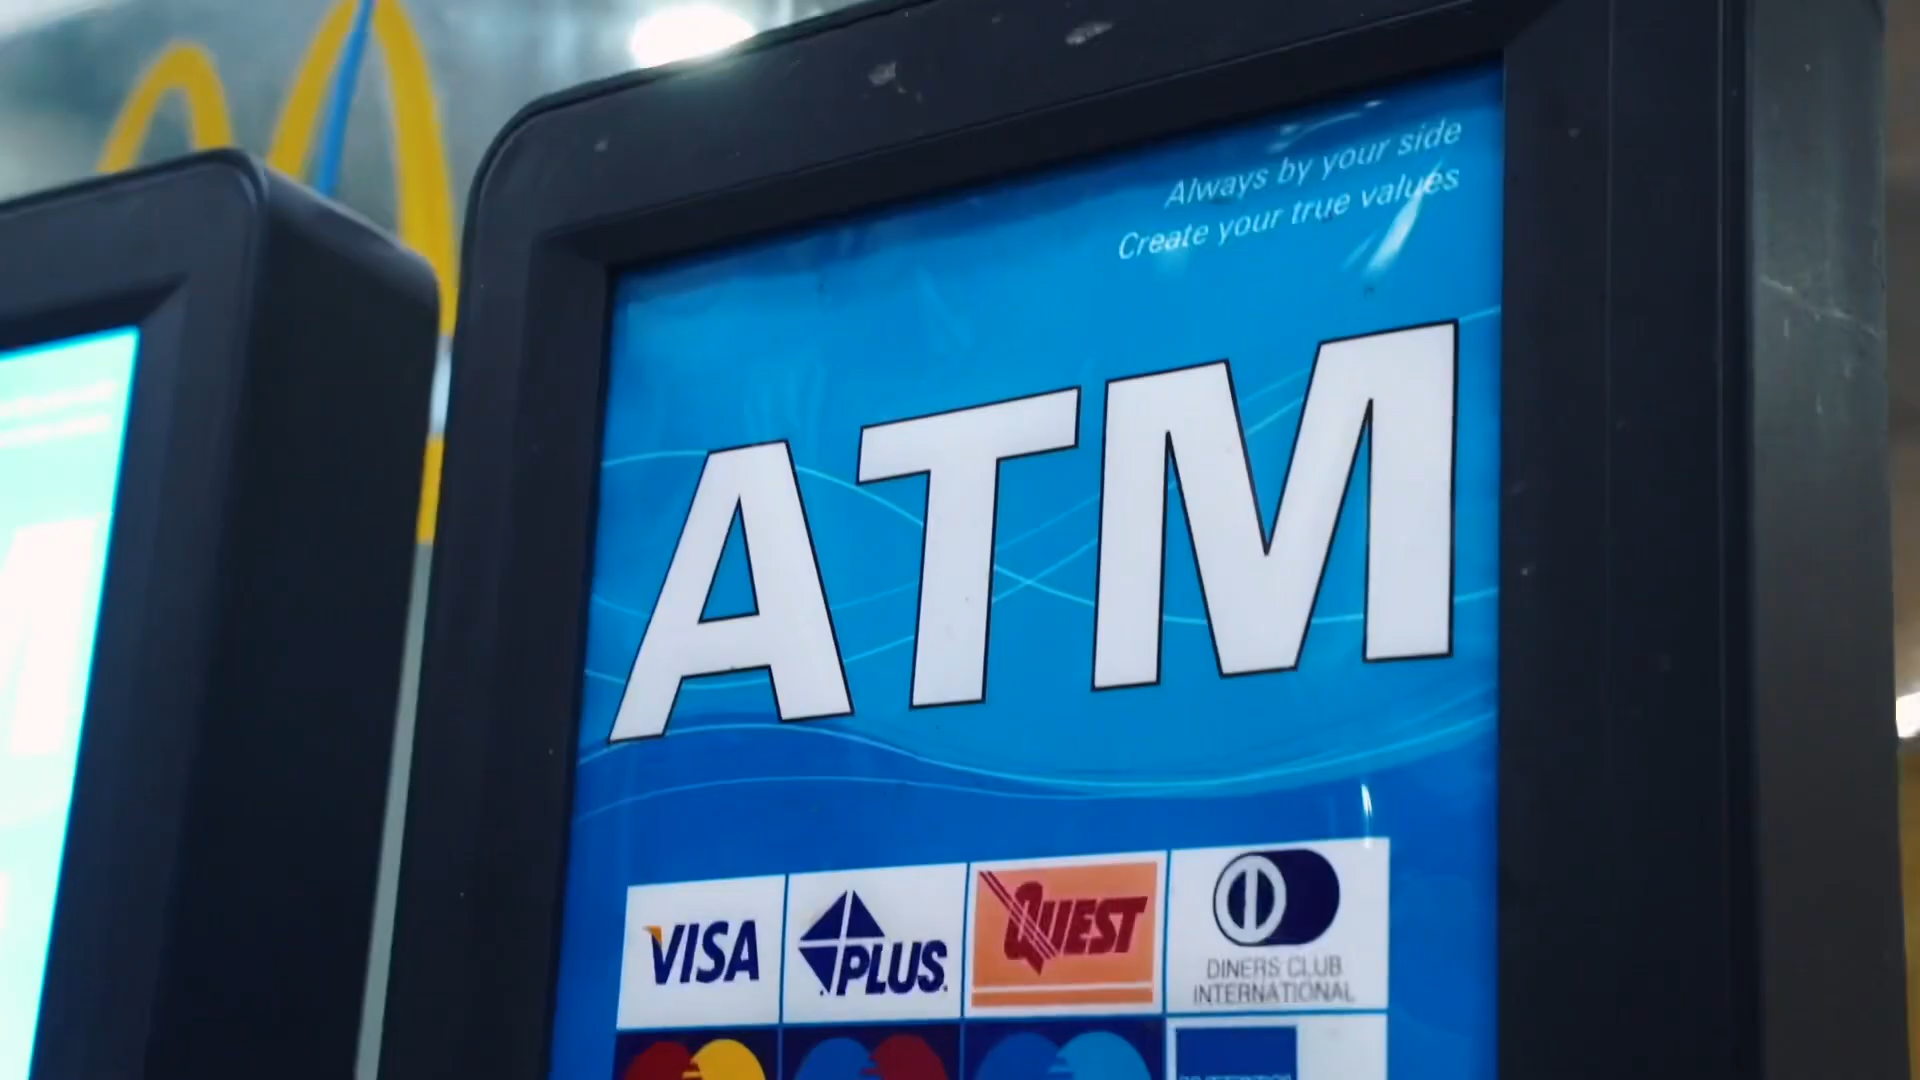 Always by your side
Create your true values
ATM
VISA
PLUS
QUEST
DINERS CLUB
INTERNATIONAL